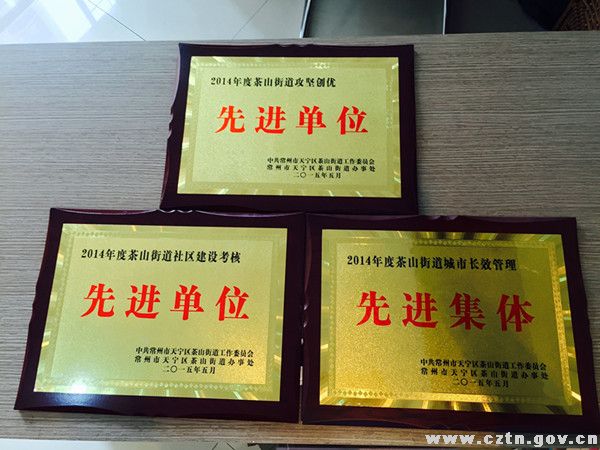 2014年度茶山街道攻坚创优
先进单位
中共常州市天宁区茶山街道工作委员会
常州市天宁区茶山街道办事处
二〇一五年五月
2014年度茶山街道社区建设考核
先进单位
中共常州市天宁区茶山街道工作委员会
常州市天宁区茶山街道办事处
二〇一五年五月
2014年度茶山街道城市长效管理
先进集体
中共常州市天宁区茶山街道工作委员会
常州市天宁区茶山街道办事处
二〇一五年五月
www.cztn.gov.cn